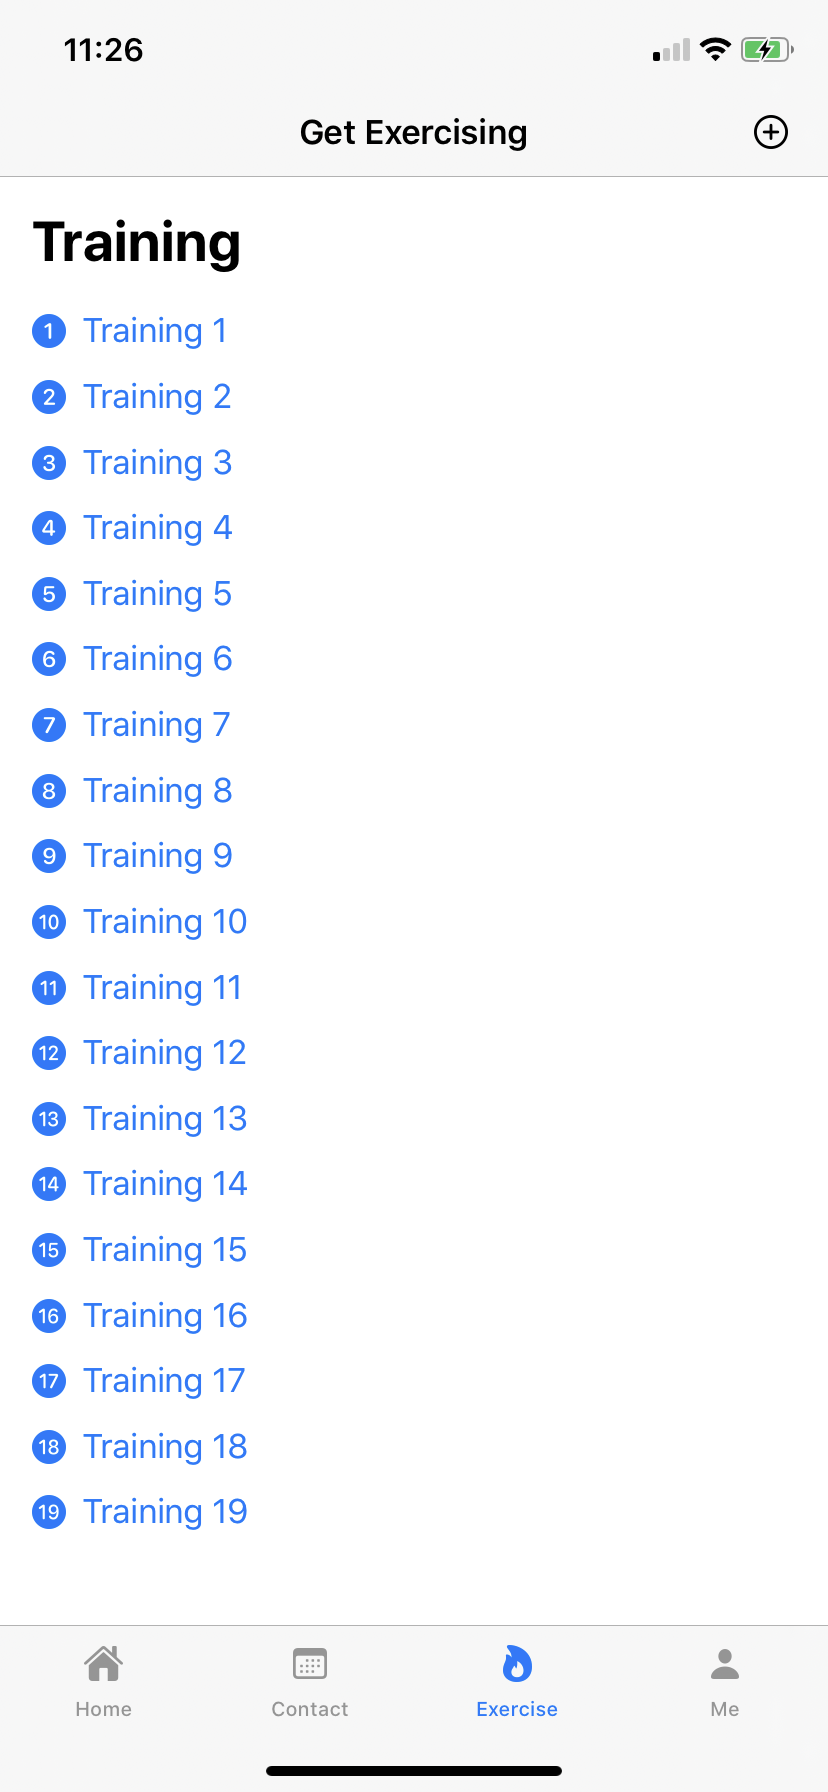 11:26
Get Exercising
Training
1 Training 1
2 Training 2
3 Training 3
4 Training 4
5 Training 5
6 Training 6
7 Training 7
8 Training 8
9 Training 9
10 Training 10
11 Training 11
12 Training 12
13 Training 13
14 Training 14
15 Training 15
16 Training 16
17 Training 17
18 Training 18
19 Training 19
Home Contact Exercise Me